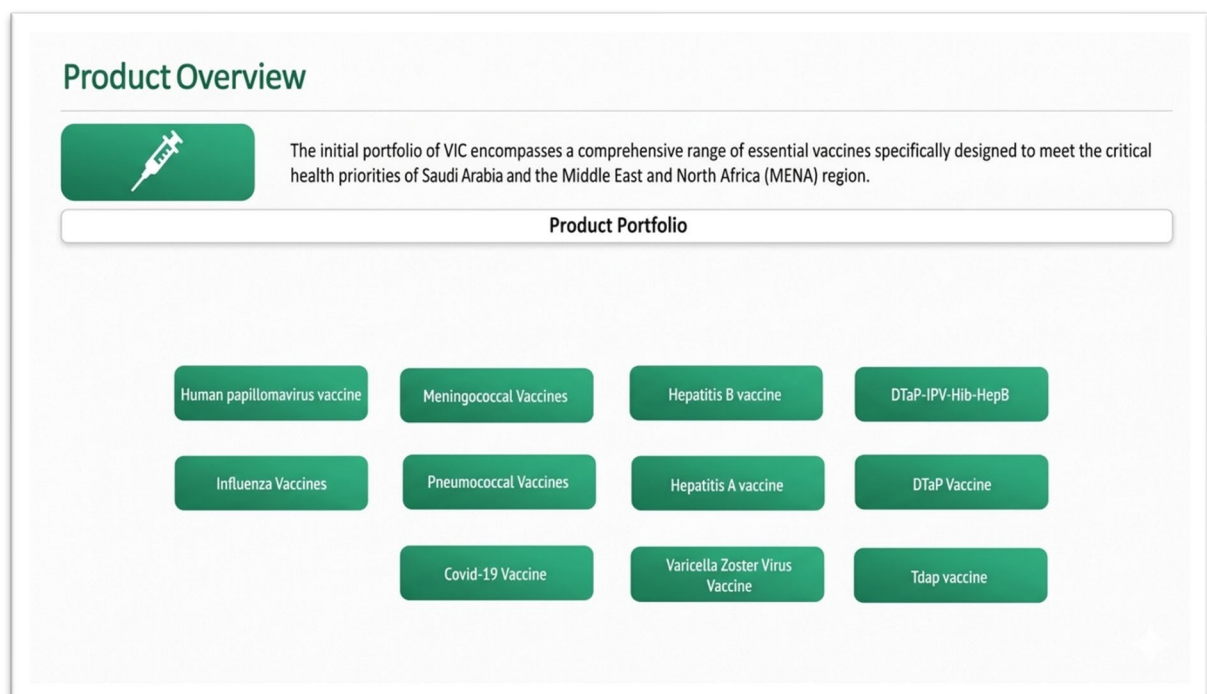 Product Overview
The initial portfolio of VIC encompasses a comprehensive range of essential vaccines specifically designed to meet the critical
health priorities of Saudi Arabia and the Middle East and North Africa (MENA) region.
Product Portfolio
Human papillomavirus vaccine
Meningococcal Vaccines
Hepatitis B vaccine
DTaP-IPV-Hib-HepB
Influenza Vaccines
Pneumococcal Vaccines
Hepatitis A vaccine
DTaP Vaccine
Covid-19 Vaccine
Varicella Zoster Virus
Vaccine
Tdap vaccine